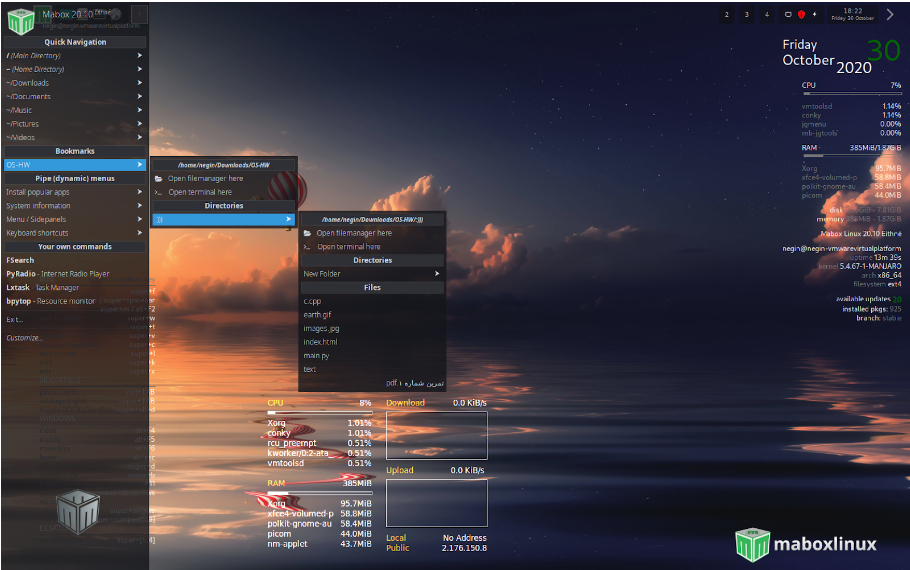 Mabox 20.10 Eithne
Quick Navigation
/ (Main Directory)
~ (Home Directory)
~/Downloads
~/Documents
~/Music
~/Pictures
~/Videos
Bookmarks
OS-HW
Pipe (dynamic) menus
Install popular apps
System information
Menu / Sidepanels
Keyboard shortcuts
Your own commands
FSearch
PyRadio - Internet Radio Player
Lxtask - Task Manager
bpytop - Resource monitor
Exit...
Customize...
/home/negin/Downloads/OS-HW
Open filemanager here
Open terminal here
Directories
:))
/home/negin/Downloads/OS-HW/:)))
Open filemanager here
Open terminal here
Directories
New Folder
Files
c.cpp
earth.gif
images.jpg
index.html
main.py
text
تمرین شماره ۱.pdf
CPU 8%
Xorg 1.01%
conky 1.01%
rcu_preempt 0.51%
kworker/0:2-ata 0.51%
vmtoolsd 0.51%
RAM 385MiB
Xorg 95.7MiB
xfce4-volumed-p 58.8MiB
polkit-gnome-au 58.4MiB
picom 44.0MiB
nm-applet 43.7MiB
Download 0.0 KiB/s
Upload 0.0 KiB/s
Local No Address
Public 2.176.150.8
2 3 4
18:22
Friday 30 October
Friday 30
October 2020
CPU 7%
vmtoolsd 1.14%
conky 1.14%
jgmenu 0.00%
mb-jgtools 0.00%
RAM 385MiB/1.87GiB
Xorg 95.7MiB
xfce4-volumed-p 58.8MiB
polkit-gnome-au 58.4MiB
picom 44.0MiB
disk
memory 385MiB - 1.87GiB
Mabox Linux 20.10 Eithne
negin@negin-vmwarevirtualplatform
uptime 13m 39s
kernel 5.4.67-1-MANJARO
arch x86_64
filesystem ext4
available updates 20
installed pkgs: 925
branch: stable
maboxlinux